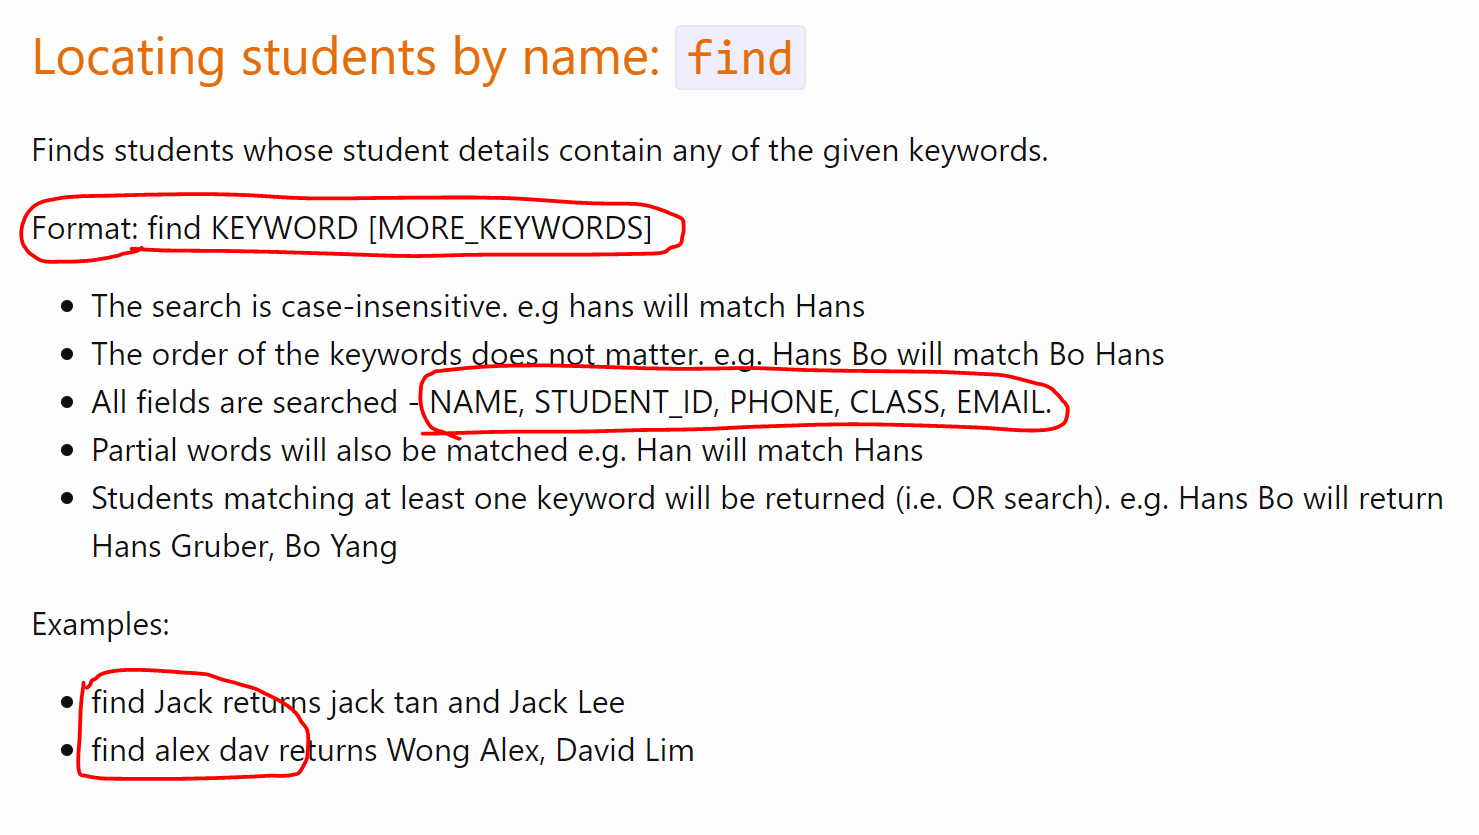 Locating students by name: find
Finds students whose student details contain any of the given keywords.
Format: find KEYWORD [MORE_KEYWORDS]
• The search is case-insensitive. e.g hans will match Hans
• The order of the keywords does not matter. e.g. Hans Bo will match Bo Hans
• All fields are searched - NAME, STUDENT_ID, PHONE, CLASS, EMAIL.
• Partial words will also be matched e.g. Han will match Hans
• Students matching at least one keyword will be returned (i.e. OR search). e.g. Hans Bo will return
Hans Gruber, Bo Yang
Examples:
• find Jack returns jack tan and Jack Lee
• find alex dav returns Wong Alex, David Lim